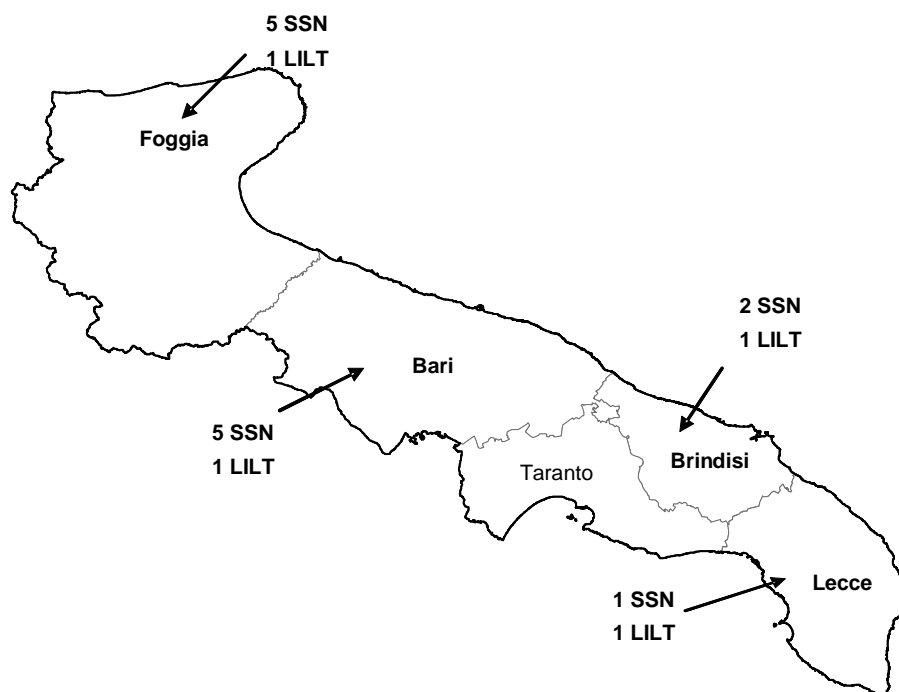 5 SSN
1 LILT
Foggia
2 SSN
1 LILT
Bari
5 SSN
1 LILT
Brindisi
Taranto
Lecce
1 SSN
1 LILT